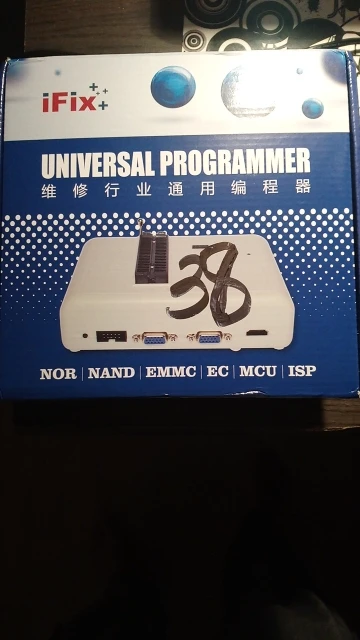 iFix
UNIVERSAL PROGRAMMER
维修行业通用编程器
38
NOR | NAND | EMMC | EC | MCU | ISP